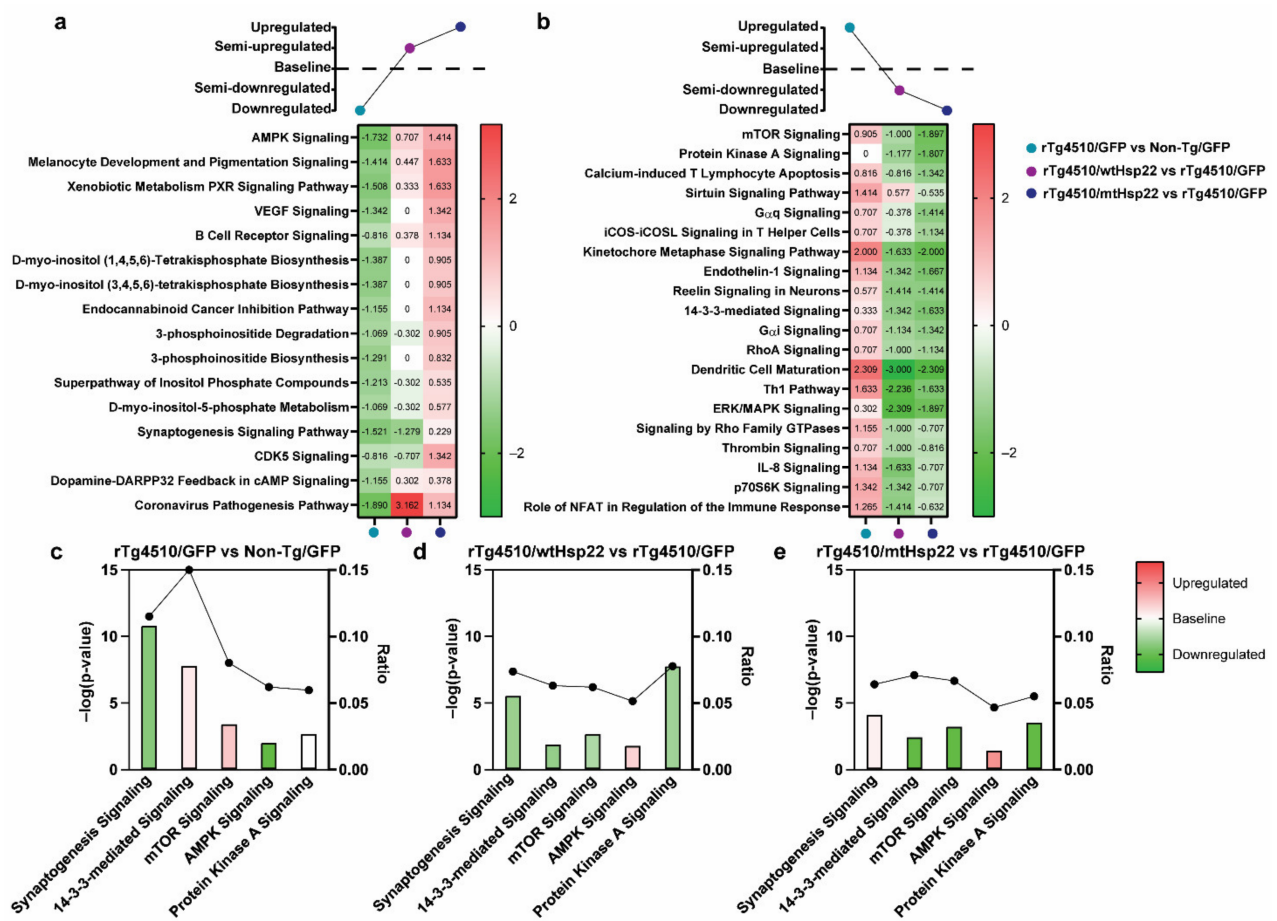 a
Upregulated
Semi-upregulated
Baseline
Semi-downregulated
Downregulated
AMPK Signaling -1.732 0.707 1.414
Melanocyte Development and Pigmentation Signaling -1.414 0.447 1.633
Xenobiotic Metabolism PXR Signaling Pathway -1.508 0.333 1.633
VEGF Signaling -1.342 0 1.342
B Cell Receptor Signaling -0.816 0.378 1.134
D-myo-inositol (1,4,5,6)-Tetrakisphosphate Biosynthesis -1.387 0 0.905
D-myo-inositol (3,4,5,6)-tetrakisphosphate Biosynthesis -1.387 0 0.905
Endocannabinoid Cancer Inhibition Pathway -1.155 0 1.134
3-phosphoinositide Degradation -1.069 -0.302 0.905
3-phosphoinositide Biosynthesis -1.291 0 0.832
Superpathway of Inositol Phosphate Compounds -1.213 -0.302 0.535
D-myo-inositol-5-phosphate Metabolism -1.069 -0.302 0.577
Synaptogenesis Signaling Pathway -1.521 -1.279 0.229
CDK5 Signaling -0.816 -0.707 1.342
Dopamine-DARPP32 Feedback in cAMP Signaling -1.155 0.302 0.378
Coronavirus Pathogenesis Pathway -1.890 3.162 1.134
2
0
−2
b
Upregulated
Semi-upregulated
Baseline
Semi-downregulated
Downregulated
mTOR Signaling 0.905 -1.000 -1.897
Protein Kinase A Signaling 0 -1.177 -1.807
Calcium-induced T Lymphocyte Apoptosis 0.816 -0.816 -1.342
Sirtuin Signaling Pathway 1.414 0.577 -0.535
Gαq Signaling 0.707 -0.378 -1.414
iCOS-iCOSL Signaling in T Helper Cells 0.707 -0.378 -1.134
Kinetochore Metaphase Signaling Pathway 2.000 -1.633 -2.000
Endothelin-1 Signaling 1.134 -1.342 -1.667
Reelin Signaling in Neurons 0.577 -1.414 -1.414
14-3-3-mediated Signaling 0.333 -1.342 -1.633
Gαi Signaling 0.707 -1.134 -1.342
RhoA Signaling 0.707 -1.000 -1.134
Dendritic Cell Maturation 2.309 -3.000 -2.309
Th1 Pathway 1.633 -2.236 -1.633
ERK/MAPK Signaling 0.302 -2.309 -1.897
Signaling by Rho Family GTPases 1.155 -1.000 -0.707
Thrombin Signaling 0.707 -1.000 -0.816
IL-8 Signaling 1.134 -1.633 -0.707
p70S6K Signaling 1.342 -1.342 -0.707
Role of NFAT in Regulation of the Immune Response 1.265 -1.414 -0.632
2
0
−2
rTg4510/GFP vs Non-Tg/GFP
rTg4510/wtHsp22 vs rTg4510/GFP
rTg4510/mtHsp22 vs rTg4510/GFP
c
rTg4510/GFP vs Non-Tg/GFP
−log(p-value)
15
10
5
0
Ratio
0.15
0.10
0.05
0.00
Synaptogenesis Signaling
14-3-3-mediated Signaling
mTOR Signaling
AMPK Signaling
Protein Kinase A Signaling
d
rTg4510/wtHsp22 vs rTg4510/GFP
−log(p-value)
15
10
5
0
Ratio
0.15
0.10
0.05
0.00
Synaptogenesis Signaling
14-3-3-mediated Signaling
mTOR Signaling
AMPK Signaling
Protein Kinase A Signaling
e
rTg4510/mtHsp22 vs rTg4510/GFP
−log(p-value)
15
10
5
0
Ratio
0.15
0.10
0.05
0.00
Synaptogenesis Signaling
14-3-3-mediated Signaling
mTOR Signaling
AMPK Signaling
Protein Kinase A Signaling
Upregulated
Baseline
Downregulated